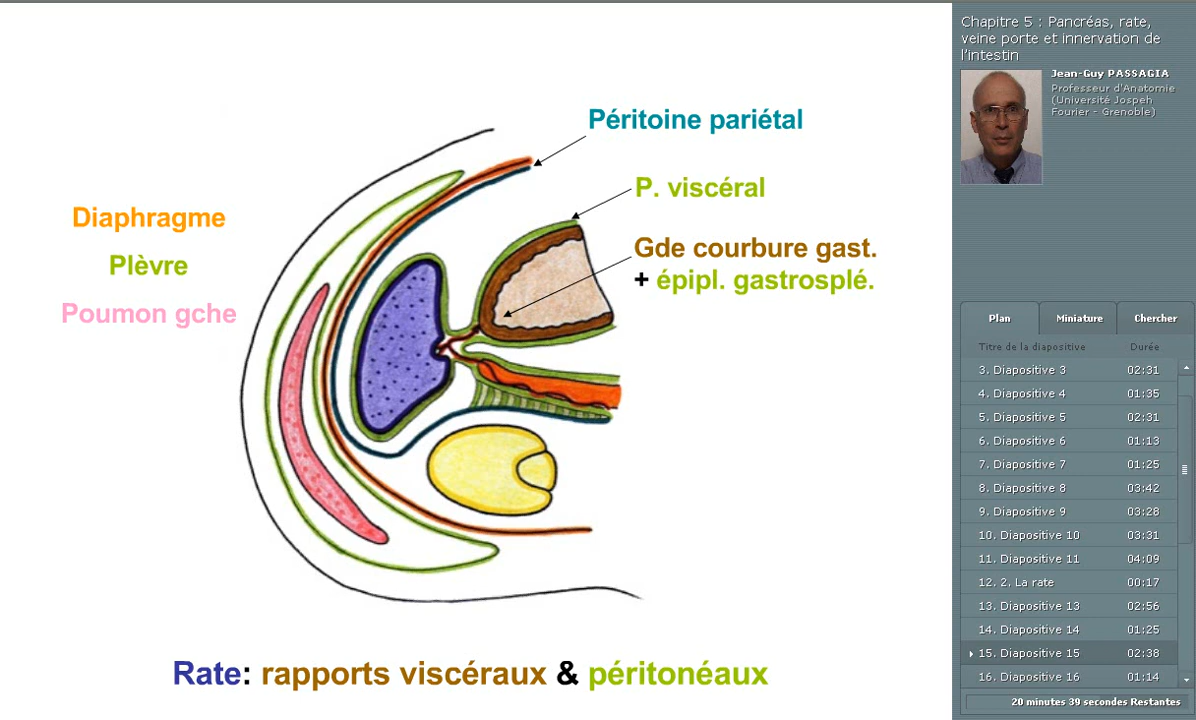 Péritoine pariétal
P. viscéral
Diaphragme
Gde courbure gast.
Plèvre
+ épipl. gastrosplé.
Poumon gche
Rate: rapports viscéraux & péritonéaux
Chapitre 5 : Pancréas, rate,
veine porte et innervation de
l'intestin
Jean-Guy PASSAGIA
Professeur d'Anatomie
(Université Jospeh
Fourier - Grenoble)
Plan Miniature Chercher
Titre de la diapositive Durée
3. Diapositive 3 02:31
4. Diapositive 4 01:35
5. Diapositive 5 02:31
6. Diapositive 6 01:13
7. Diapositive 7 01:25
8. Diapositive 8 03:42
9. Diapositive 9 03:28
10. Diapositive 10 03:31
11. Diapositive 11 04:09
12. 2. La rate 00:17
13. Diapositive 13 02:56
14. Diapositive 14 01:25
15. Diapositive 15 02:38
16. Diapositive 16 01:14
20 minutes 39 secondes Restantes